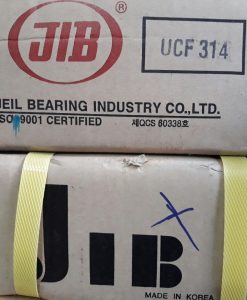 JIB ®
UCF 314
JEIL BEARING INDUSTRY CO.,LTD.
ISO 9001 CERTIFIED 제QCS 60338호
JIB
MADE IN KOREA